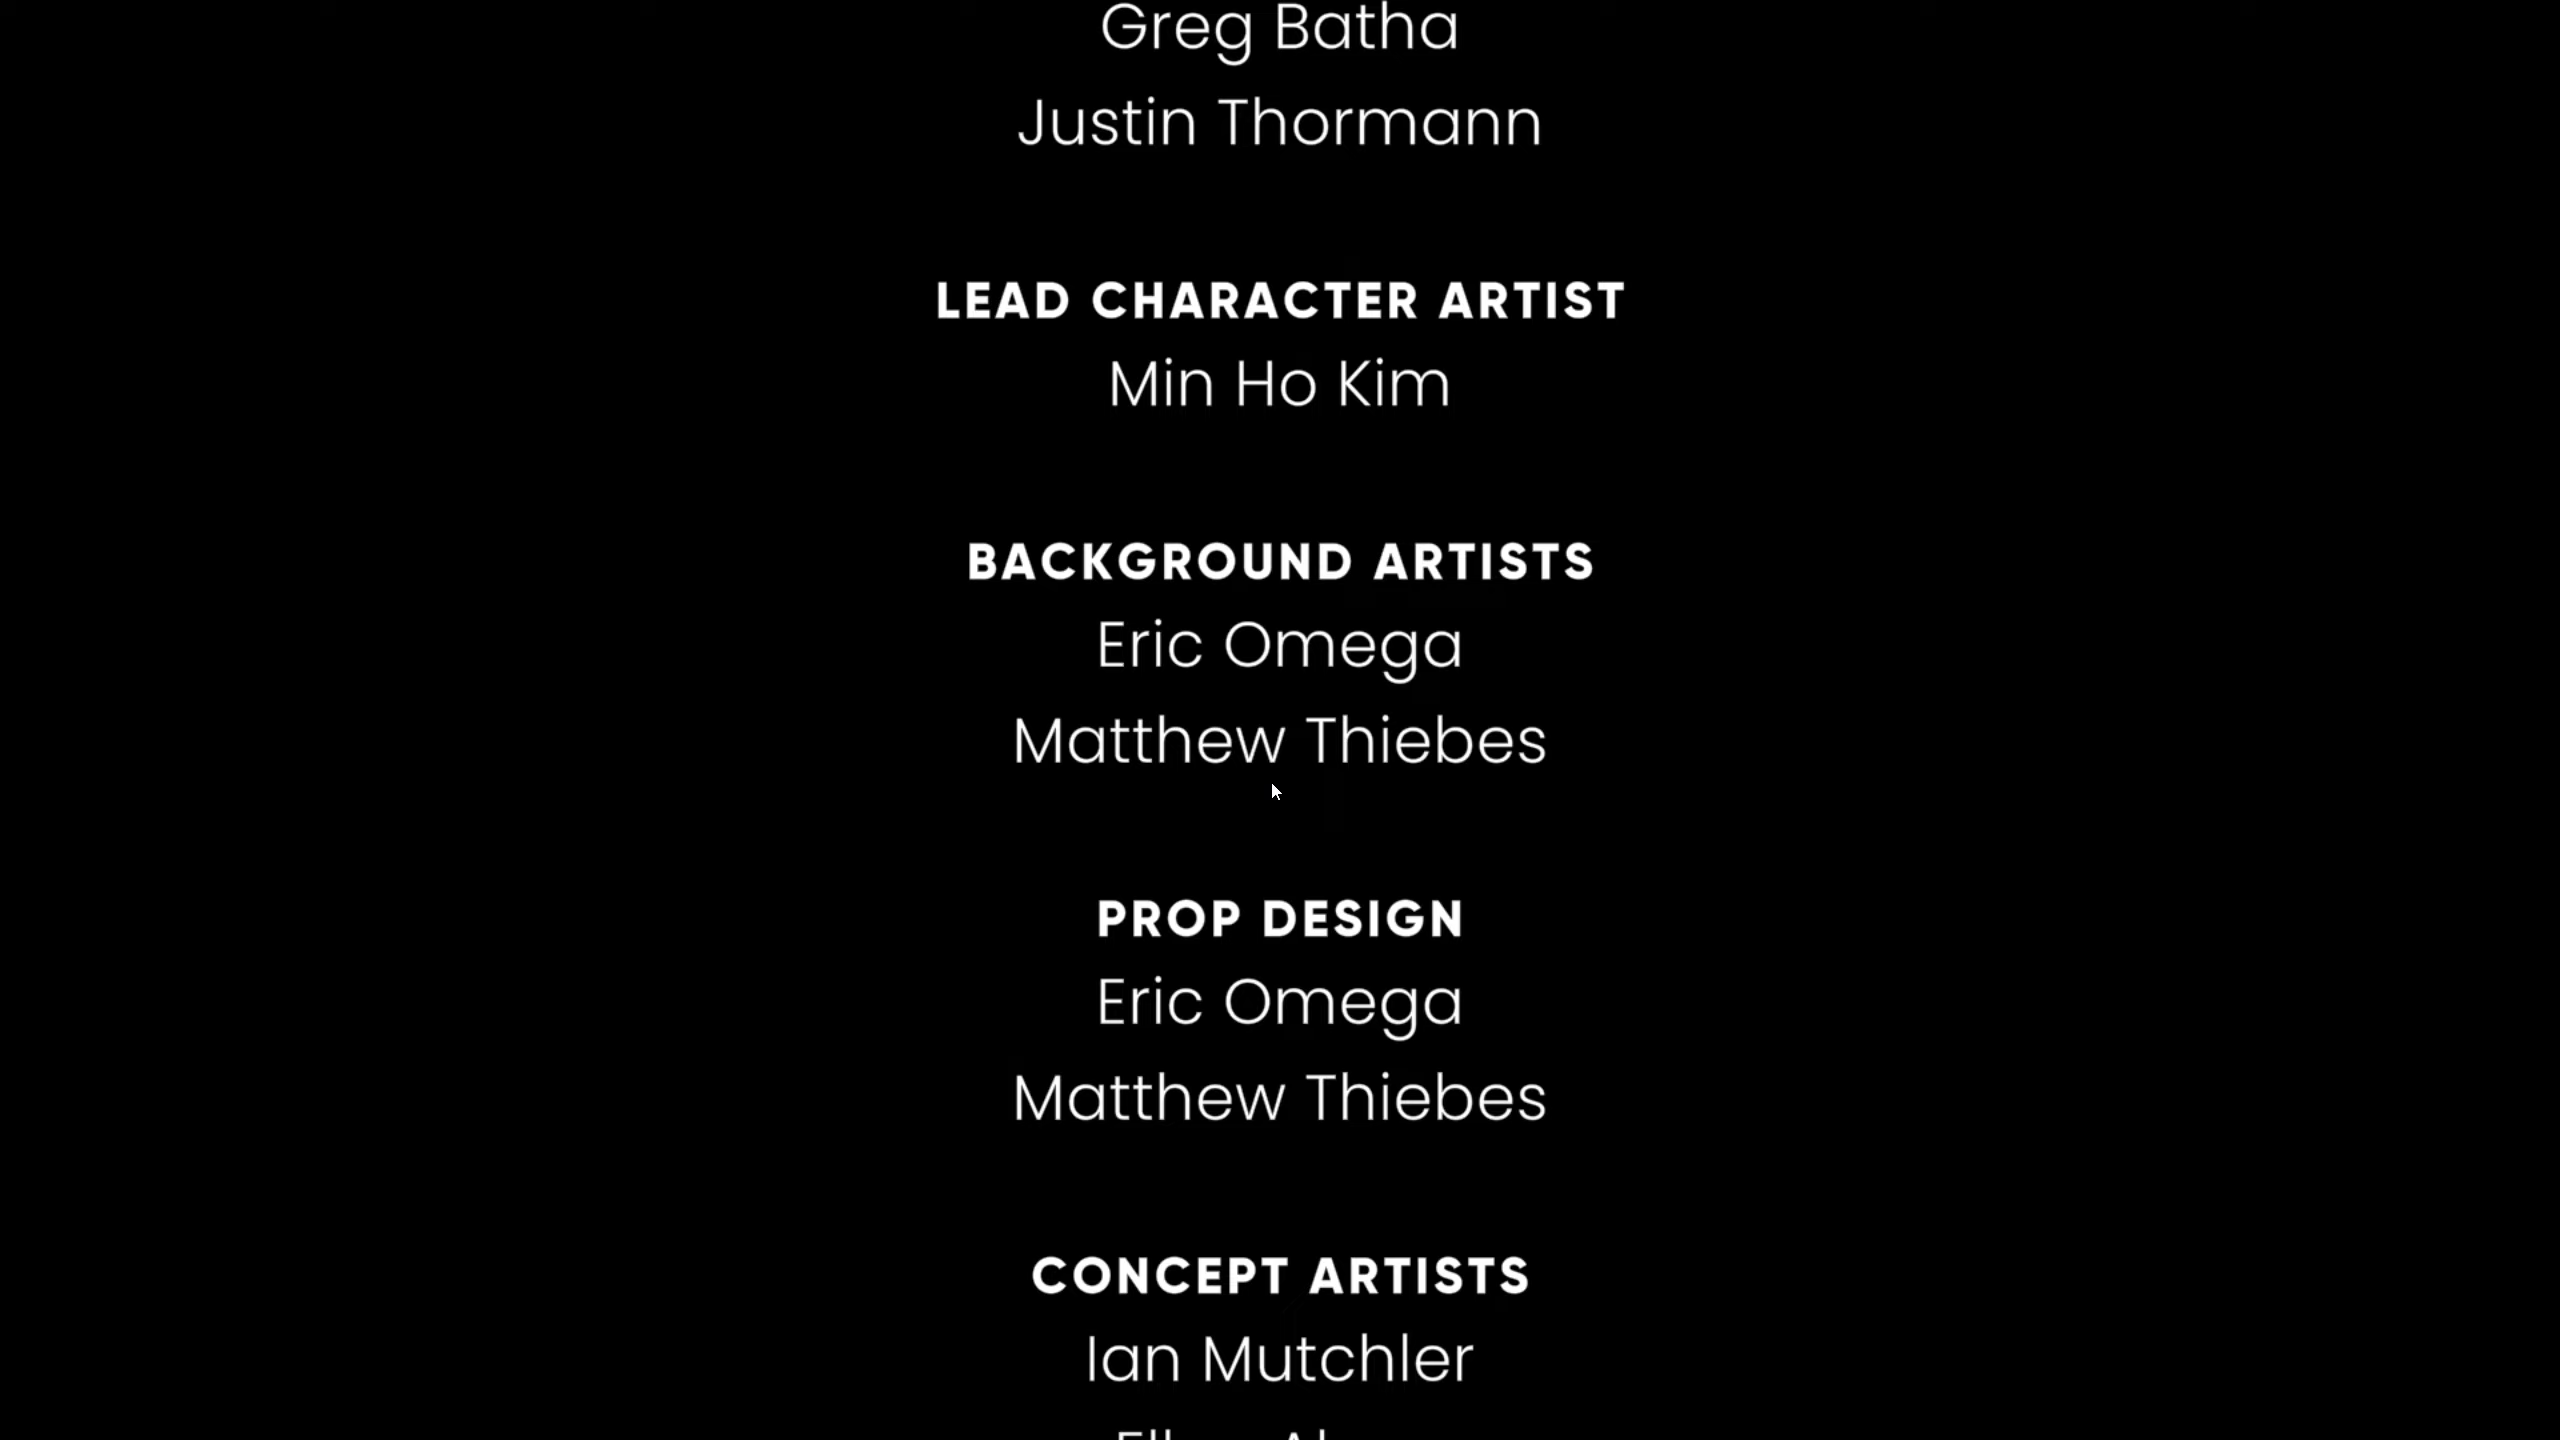 Greg Batha
Justin Thormann
LEAD CHARACTER ARTIST
Min Ho Kim
BACKGROUND ARTISTS
Eric Omega
Matthew Thiebes
PROP DESIGN
Eric Omega
Matthew Thiebes
CONCEPT ARTISTS
Ian Mutchler